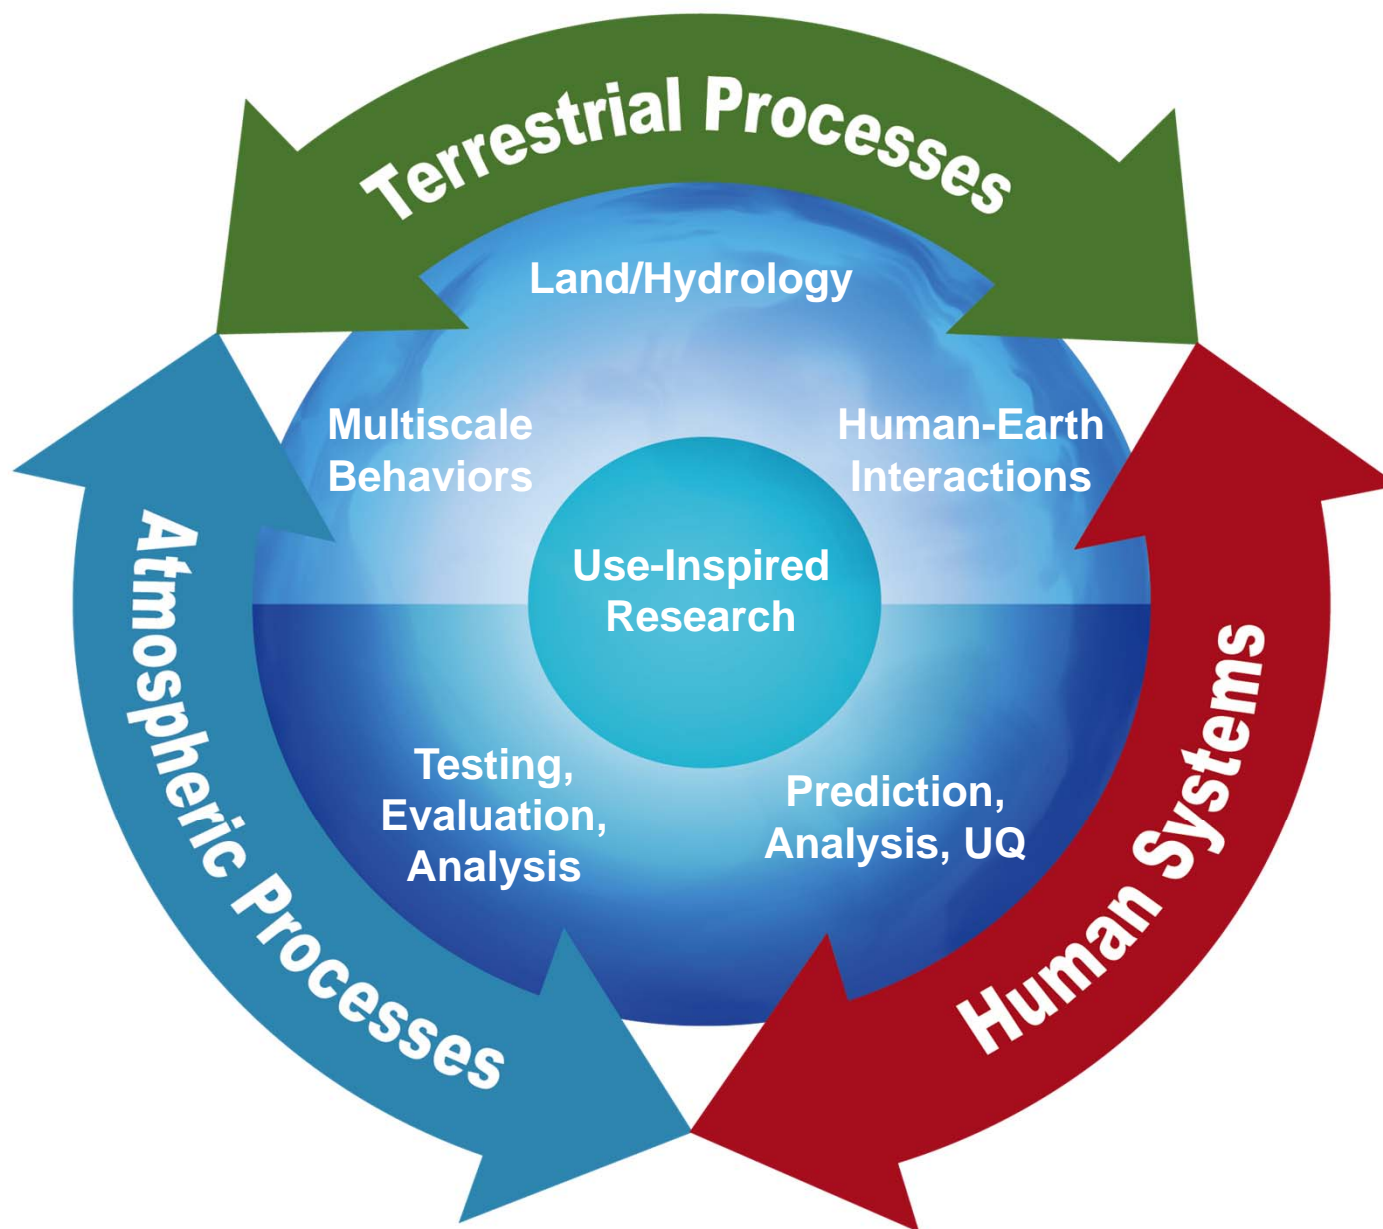 Terrestrial Processes
Land/Hydrology
Multiscale
Behaviors
Human-Earth
Interactions
Use-Inspired
Research
Atmospheric Processes
Human Systems
Testing,
Evaluation,
Analysis
Prediction,
Analysis, UQ